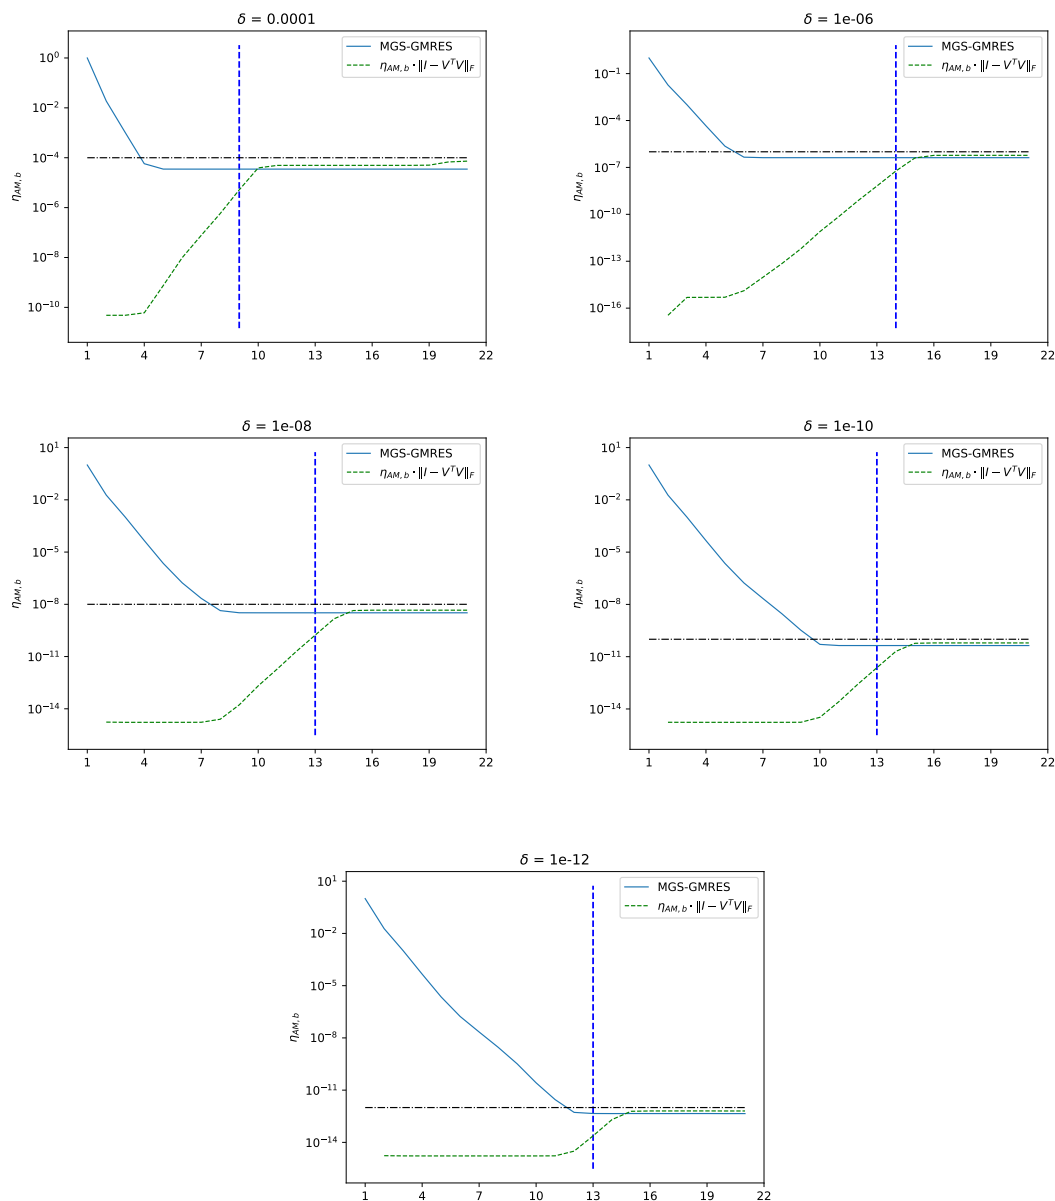 δ = 0.0001
MGS-GMRES
η_{AM, b} · ‖I − V^T V‖_F
10^0
10^{−2}
10^{−4}
10^{−6}
10^{−8}
10^{−10}
η_{AM, b}
1 4 7 10 13 16 19 22
δ = 1e-06
MGS-GMRES
η_{AM, b} · ‖I − V^T V‖_F
10^{−1}
10^{−4}
10^{−7}
10^{−10}
10^{−13}
10^{−16}
η_{AM, b}
1 4 7 10 13 16 19 22
δ = 1e-08
MGS-GMRES
η_{AM, b} · ‖I − V^T V‖_F
10^1
10^{−2}
10^{−5}
10^{−8}
10^{−11}
10^{−14}
η_{AM, b}
1 4 7 10 13 16 19 22
δ = 1e-10
MGS-GMRES
η_{AM, b} · ‖I − V^T V‖_F
10^1
10^{−2}
10^{−5}
10^{−8}
10^{−11}
10^{−14}
η_{AM, b}
1 4 7 10 13 16 19 22
δ = 1e-12
MGS-GMRES
η_{AM, b} · ‖I − V^T V‖_F
10^1
10^{−2}
10^{−5}
10^{−8}
10^{−11}
10^{−14}
η_{AM, b}
1 4 7 10 13 16 19 22